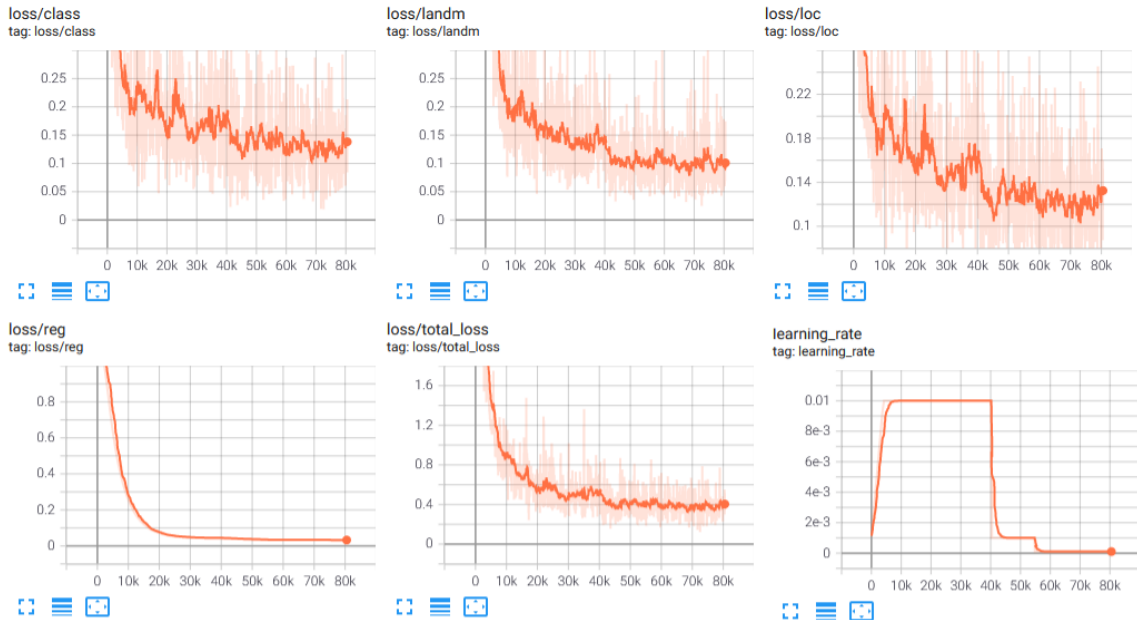 loss/class
tag: loss/class
0.25
0.2
0.15
0.1
0.05
0
0 10k 20k 30k 40k 50k 60k 70k 80k
loss/landm
tag: loss/landm
0.25
0.2
0.15
0.1
0.05
0
0 10k 20k 30k 40k 50k 60k 70k 80k
loss/loc
tag: loss/loc
0.22
0.18
0.14
0.1
0 10k 20k 30k 40k 50k 60k 70k 80k
loss/reg
tag: loss/reg
0.8
0.6
0.4
0.2
0
0 10k 20k 30k 40k 50k 60k 70k 80k
loss/total_loss
tag: loss/total_loss
1.6
1.2
0.8
0.4
0
0 10k 20k 30k 40k 50k 60k 70k 80k
learning_rate
tag: learning_rate
0.01
8e-3
6e-3
4e-3
2e-3
0
0 10k 20k 30k 40k 50k 60k 70k 80k